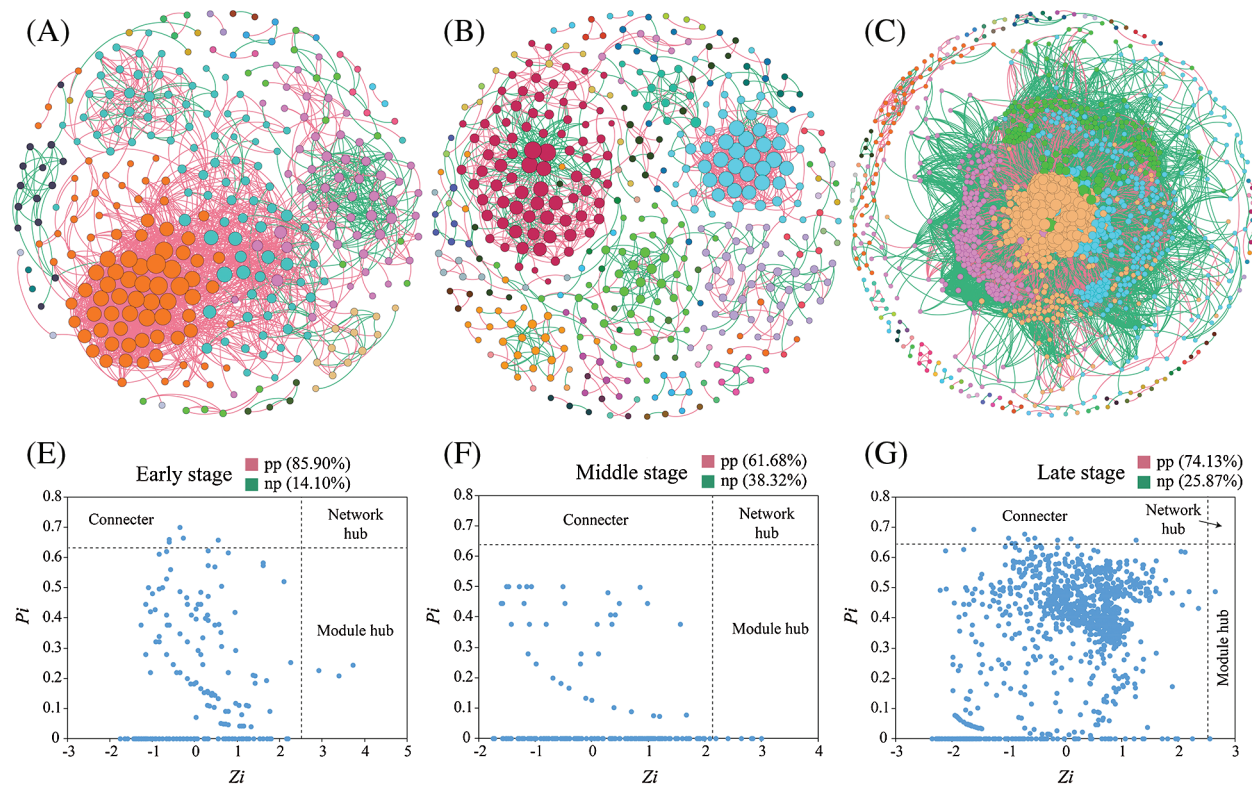 (A)
(B)
(C)
(E)
Early stage
pp (85.90%)
np (14.10%)
0.8
0.7
0.6
0.5
0.4
0.3
0.2
0.1
0
Pi
Connecter
Network
hub
Module hub
-3
-2
-1
0
1
2
3
4
5
Zi
(F)
Middle stage
pp (61.68%)
np (38.32%)
0.8
0.7
0.6
0.5
0.4
0.3
0.2
0.1
0
Pi
Connecter
Network
hub
Module hub
-2
-1
0
1
2
3
4
Zi
(G)
Late stage
pp (74.13%)
np (25.87%)
0.8
0.7
0.6
0.5
0.4
0.3
0.2
0.1
0
Pi
Connecter
Network
hub
Module hub
-3
-2
-1
0
1
2
3
Zi